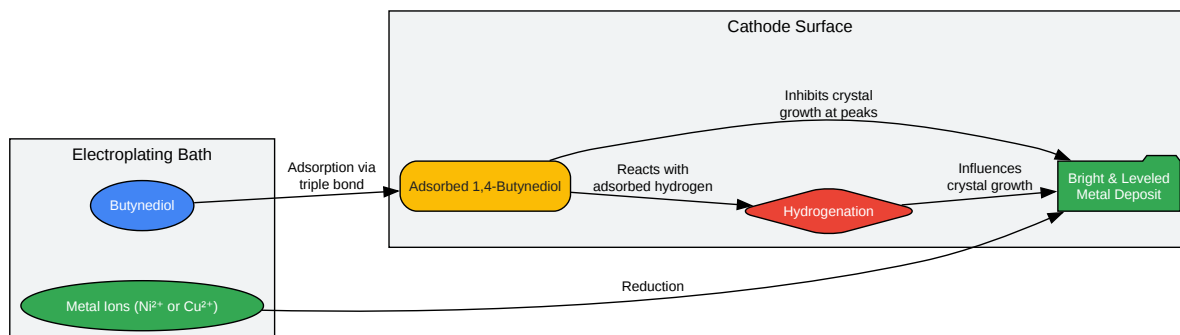 Cathode Surface
Inhibits crystal
growth at peaks
Electroplating Bath
Adsorption via
triple bond
Reacts with
adsorbed hydrogen
Influences
crystal growth
Butynediol
Adsorbed 1,4-Butynediol
Hydrogenation
Bright & Leveled
Metal Deposit
Reduction
Metal Ions (Ni²⁺ or Cu²⁺)